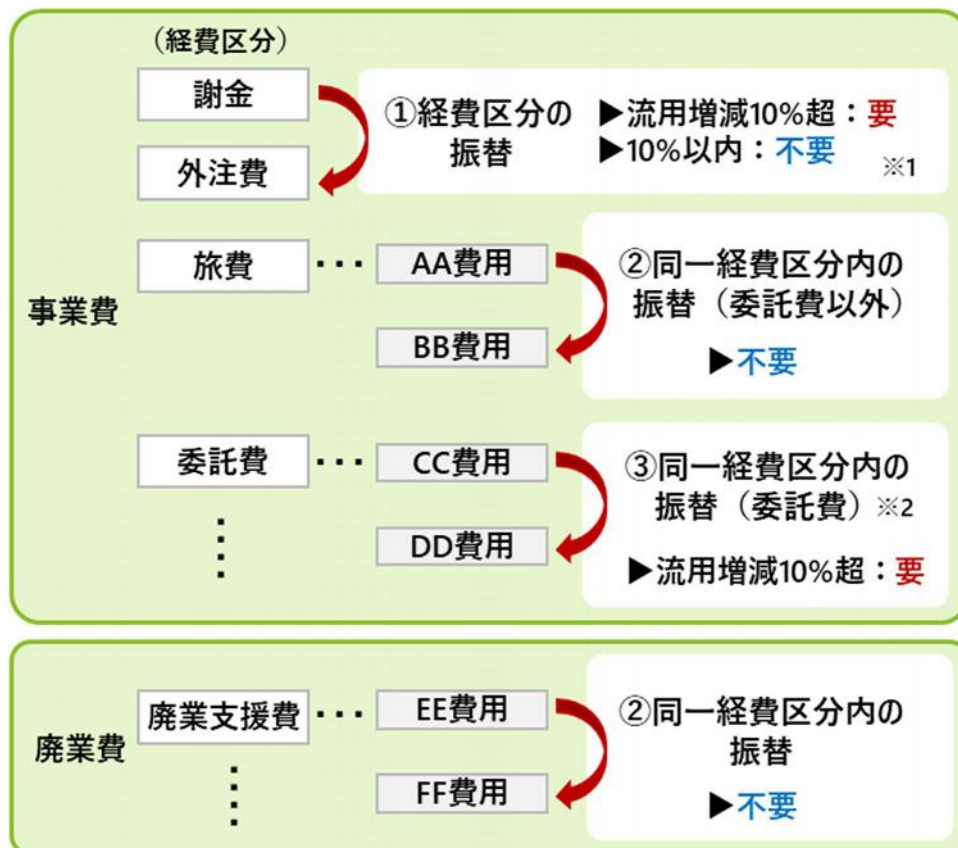 （経費区分）
謝金
外注費
①経費区分の
振替
▶流用増減10%超：要
▶10%以内：不要
※1
事業費
旅費
･･･
AA費用
BB費用
②同一経費区分内の
振替（委託費以外）
▶不要
委託費
･･･
CC費用
DD費用
③同一経費区分内の
振替（委託費）※2
▶流用増減10%超：要
廃業費
廃業支援費
･･･
EE費用
FF費用
②同一経費区分内の
振替
▶不要